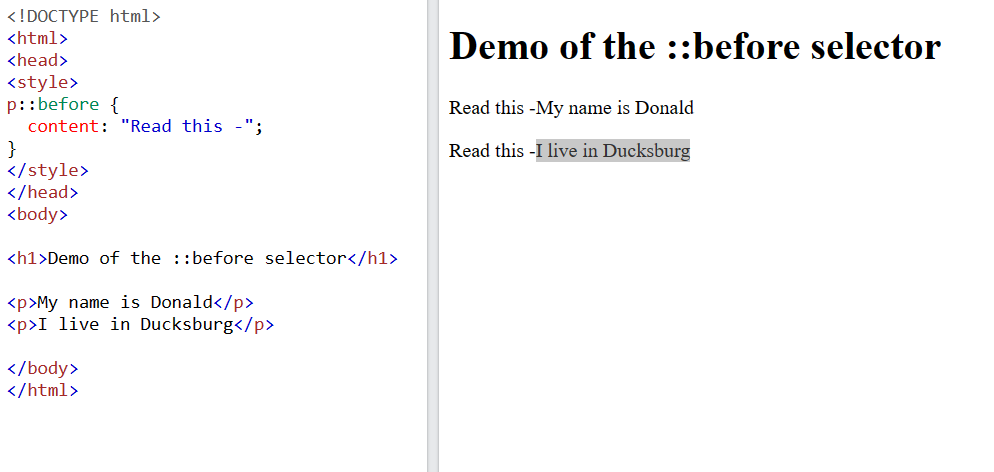 <!DOCTYPE html>
<html>
<head>
<style>
p::before {
  content: "Read this -";
}
</style>
</head>
<body>

<h1>Demo of the ::before selector</h1>

<p>My name is Donald</p>
<p>I live in Ducksburg</p>

</body>
</html>
Demo of the ::before selector
Read this -My name is Donald
Read this -I live in Ducksburg